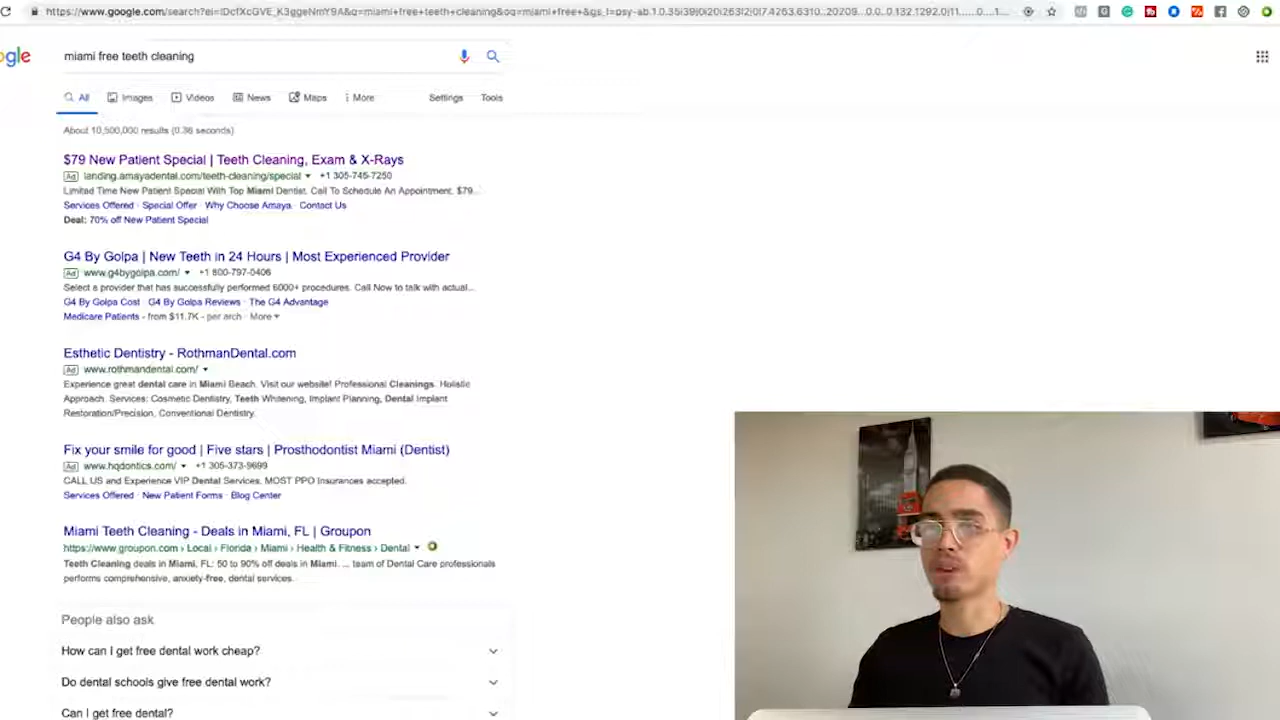 ogle
miami free teeth cleaning
All Images Videos News Maps More Settings Tools
About 10,500,000 results (0.36 seconds)
$79 New Patient Special | Teeth Cleaning, Exam & X-Rays
Ad landing.amayadental.com/teeth-cleaning/special +1 305-745-7250
Limited Time New Patient Special With Top Miami Dentist. Call To Schedule An Appointment. $79...
Services Offered · Special Offer · Why Choose Amaya · Contact Us
Deal: 70% off New Patient Special
G4 By Golpa | New Teeth in 24 Hours | Most Experienced Provider
Ad www.g4bygolpa.com/ +1 800-797-0406
Select a provider that has successfully performed 6000+ procedures. Call Now to talk with actual...
G4 By Golpa Cost · G4 By Golpa Reviews · The G4 Advantage
Medicare Patients - from $11.7K - per arch · More
Esthetic Dentistry - RothmanDental.com
Ad www.rothmandental.com/
Experience great dental care in Miami Beach. Visit our website! Professional Cleanings. Holistic
Approach. Services: Cosmetic Dentistry, Teeth Whitening, Implant Planning, Dental Implant
Restoration/Precision, Conventional Dentistry.
Fix your smile for good | Five stars | Prosthodontist Miami (Dentist)
Ad www.hqdontics.com/ +1 305-373-9699
CALL US and Experience VIP Dental Services. MOST PPO Insurances accepted.
Services Offered · New Patient Forms · Blog Center
Miami Teeth Cleaning - Deals in Miami, FL | Groupon
https://www.groupon.com › Local › Florida › Miami › Health & Fitness › Dental
Teeth Cleaning deals in Miami, FL: 50 to 90% off deals in Miami. ... team of Dental Care professionals
performs comprehensive, anxiety-free, dental services.
People also ask
How can I get free dental work cheap?
Do dental schools give free dental work?
Can I get free dental?